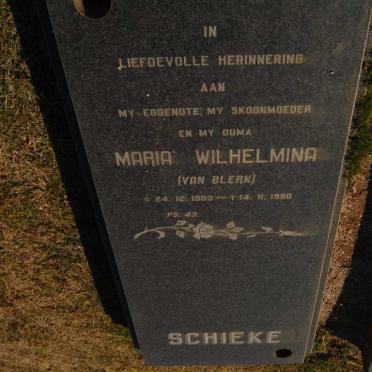 IN
LIEFDEVOLLE HERINNERING
AAN
MY EGGENOTE, MY SKOONMOEDER
EN MY OUMA
MARIA WILHELMINA
(VAN BLERK)
☆ 24. 12. 1903 — † 14. 11. 1990
PS. 43.
SCHIEKE